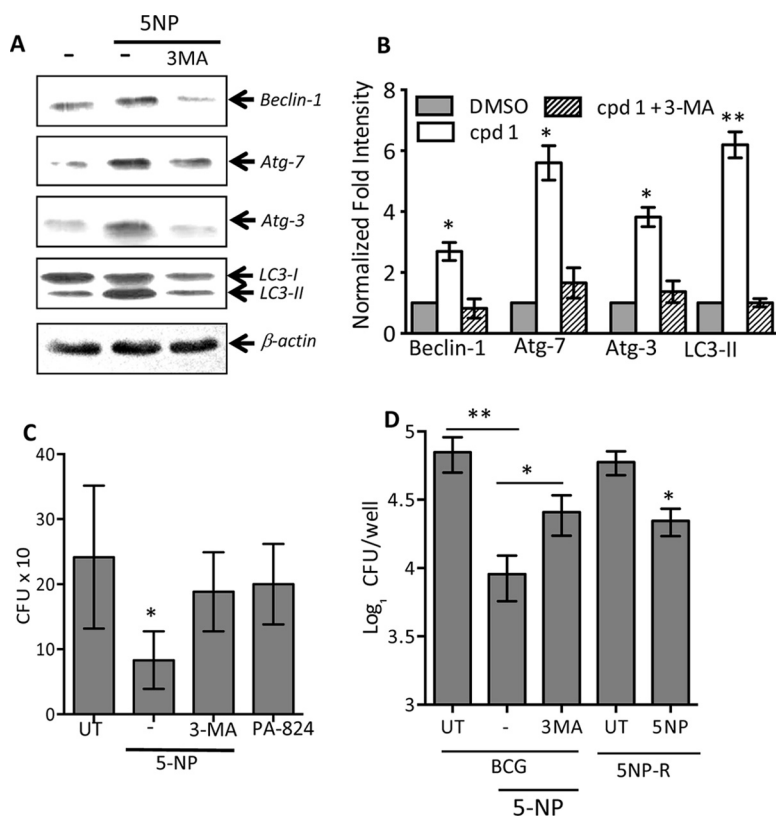 A
5NP
- - 3MA
Beclin-1
Atg-7
Atg-3
LC3-I
LC3-II
β-actin
B
Normalized Fold Intensity
8
6
4
2
0
DMSO
cpd 1
cpd 1 + 3-MA
* * * **
Beclin-1 Atg-7 Atg-3 LC3-II
C
CFU x 10
40
30
20
10
0
*
UT - 3-MA PA-824
5-NP
D
Log1 CFU/well
5
4.5
4
3.5
3
**
*
*
UT - 3MA UT 5NP
BCG 5NP-R
5-NP